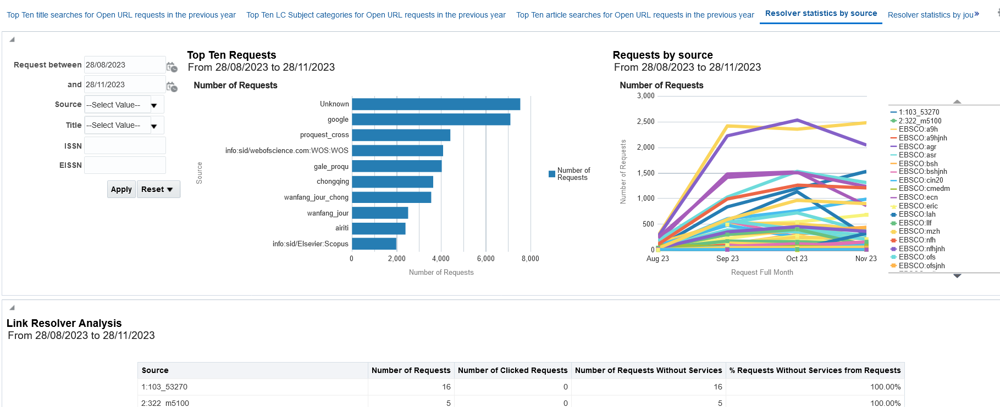 Top Ten title searches for Open URL requests in the previous year
Top Ten LC Subject categories for Open URL requests in the previous year
Top Ten article searches for Open URL requests in the previous year
Resolver statistics by source
Resolver statistics by jou»
Request between 28/08/2023
and 28/11/2023
Source --Select Value--
Title --Select Value--
ISSN
EISSN
Apply
Reset
Top Ten Requests
From 28/08/2023 to 28/11/2023
Number of Requests
Source
Unknown
google
proquest_cross
info:sid/webofscience.com:WOS:WOS
gale_proqu
chongqing
wanfang_jour_chong
wanfang_jour
airiti
info:sid/Elsevier:Scopus
0 2,000 4,000 6,000 8,000
Number of Requests
Number of
Requests
Requests by source
From 28/08/2023 to 28/11/2023
Number of Requests
Number of Requests
3,000
2,500
2,000
1,500
1,000
500
0
Aug 23 Sep 23 Oct 23 Nov 23
Request Full Month
1:103_53270
2:322_m5100
EBSCO:a9h
EBSCO:a9hjnh
EBSCO:agr
EBSCO:asr
EBSCO:bsh
EBSCO:bshjnh
EBSCO:cin20
EBSCO:cmedm
EBSCO:ecn
EBSCO:eric
EBSCO:lah
EBSCO:llf
EBSCO:mzh
EBSCO:nfh
EBSCO:nfhjnh
EBSCO:ofs
EBSCO:ofsjnh
Link Resolver Analysis
From 28/08/2023 to 28/11/2023
Source Number of Requests Number of Clicked Requests Number of Requests Without Services % Requests Without Services from Requests
1:103_53270 16 0 16 100.00%
2:322_m5100 5 0 5 100.00%